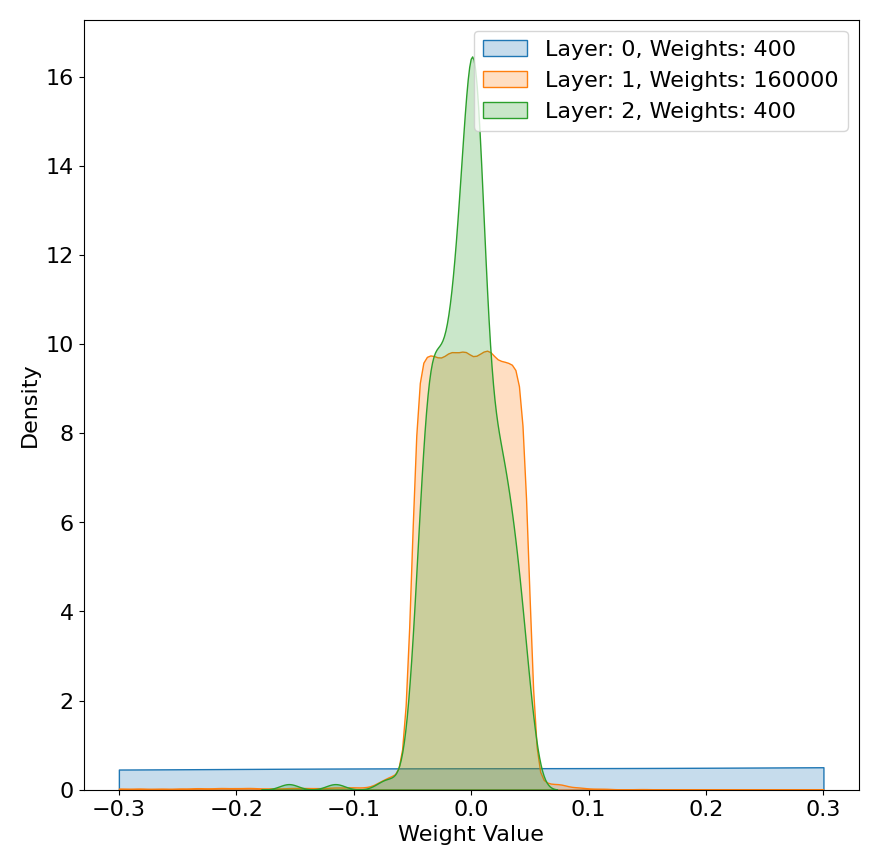 Layer: 0, Weights: 400
Layer: 1, Weights: 160000
Layer: 2, Weights: 400
Density
16
14
12
10
8
6
4
2
0
−0.3 −0.2 −0.1 0.0 0.1 0.2 0.3
Weight Value